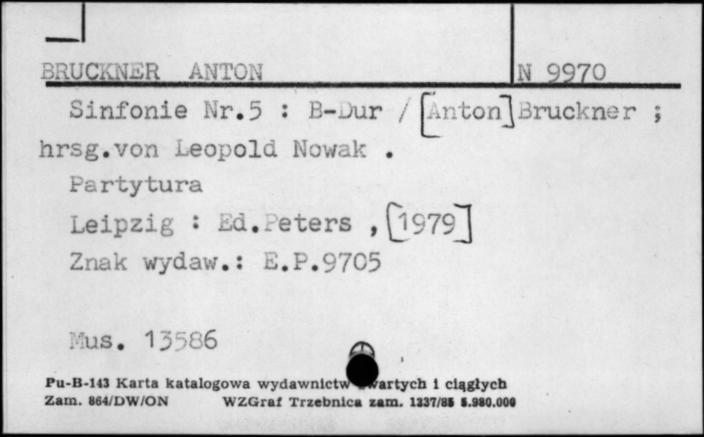 BRUCKNER ANTON N 9970
Sinfonie Nr.5 : B-Dur / [Anton] Bruckner ;
hrsg.von Leopold Nowak .
Partytura
Leipzig : Ed.Peters , [1979]
Znak wydaw.: E.P.9705
Mus. 13586
Pu-B-143 Karta katalogowa wydawnictw zwartych i ciągłych
Zam. 864/DW/ON WZGraf Trzebnica zam. 1337/85 5.980.000